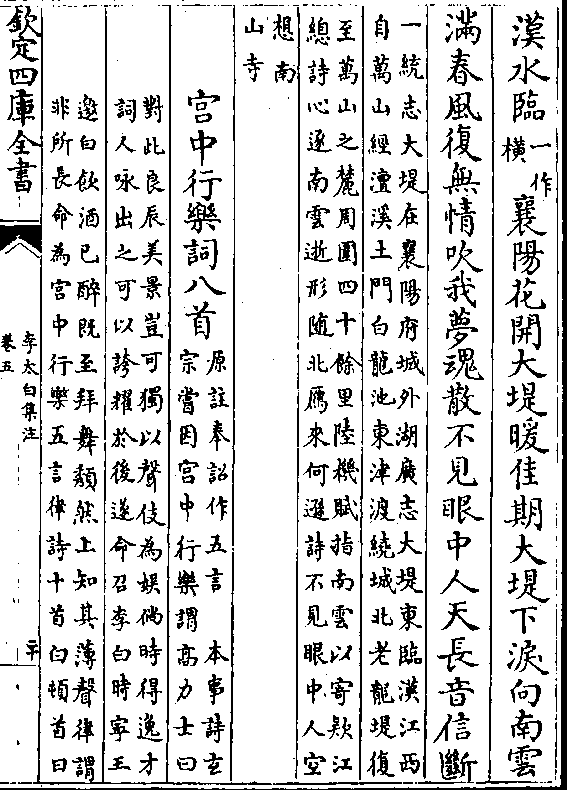 漢水臨一作橫襄陽花開大堤暖佳期大堤下淚向南雲
滿春風復無情吹我夢魂散不見眼中人天長音信斷
一統志大堤在襄陽府城外湖廣志大堤東臨漢江西
自萬山經澶溪土門白龍池東津渡繞城北老龍堤復
至萬山之麓周圍四十餘里陸機賦指南雲以寄欵江
總詩心逐南雲逝形隨北鴈來何遜詩不見眼中人空
想南
山寺
宮中行樂詞八首
原註奉詔作五言 本事詩玄
宗嘗因宮中行樂謂高力士曰
對此良辰美景豈可獨以聲伎為娛倘時得逸才
詞人咏出之可以誇耀於後遂命召李白時寧王
邀白飲酒已醉既至拜舞頽然上知其薄聲律謂
非所長命為宮中行樂五言律詩十首白頓首曰
欽定四庫全書
李太白集注
卷五
二十